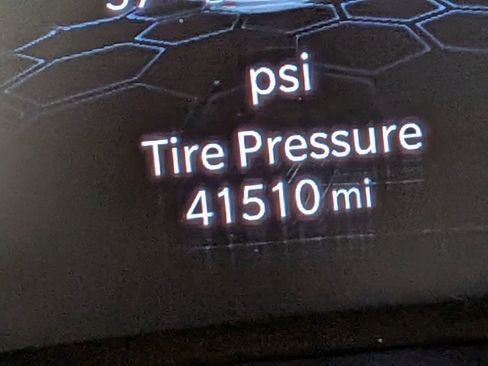 psi
Tire Pressure
41510 mi